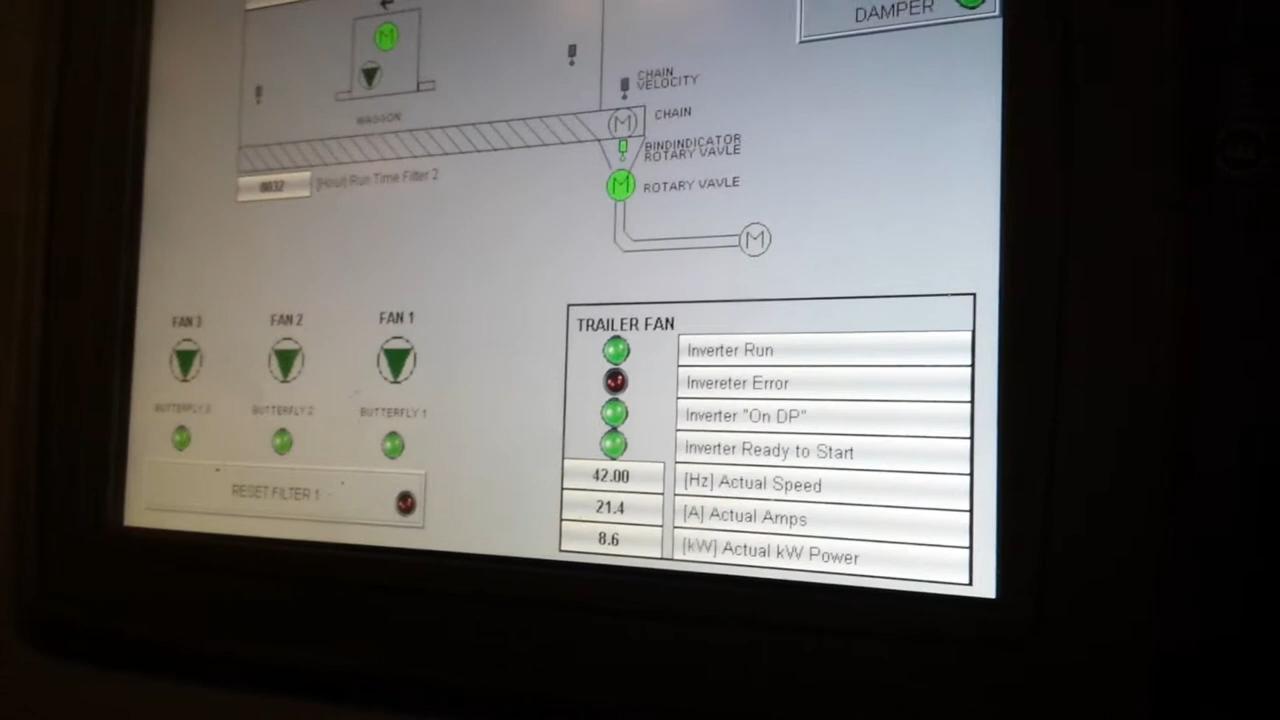 DAMPER
M
CHAIN
VELOCITY
WAGGON
M
CHAIN
BINDINDICATOR
ROTARY VAVLE
M
ROTARY VAVLE
0032
[Hour] Run Time Filter 2
M
FAN 3
FAN 2
FAN 1
BUTTERFLY 3
BUTTERFLY 2
BUTTERFLY 1
RESET FILTER 1
TRAILER FAN
Inverter Run
Invereter Error
Inverter "On DP"
Inverter Ready to Start
42.00 [Hz] Actual Speed
21.4 [A] Actual Amps
8.6 [kW] Actual kW Power